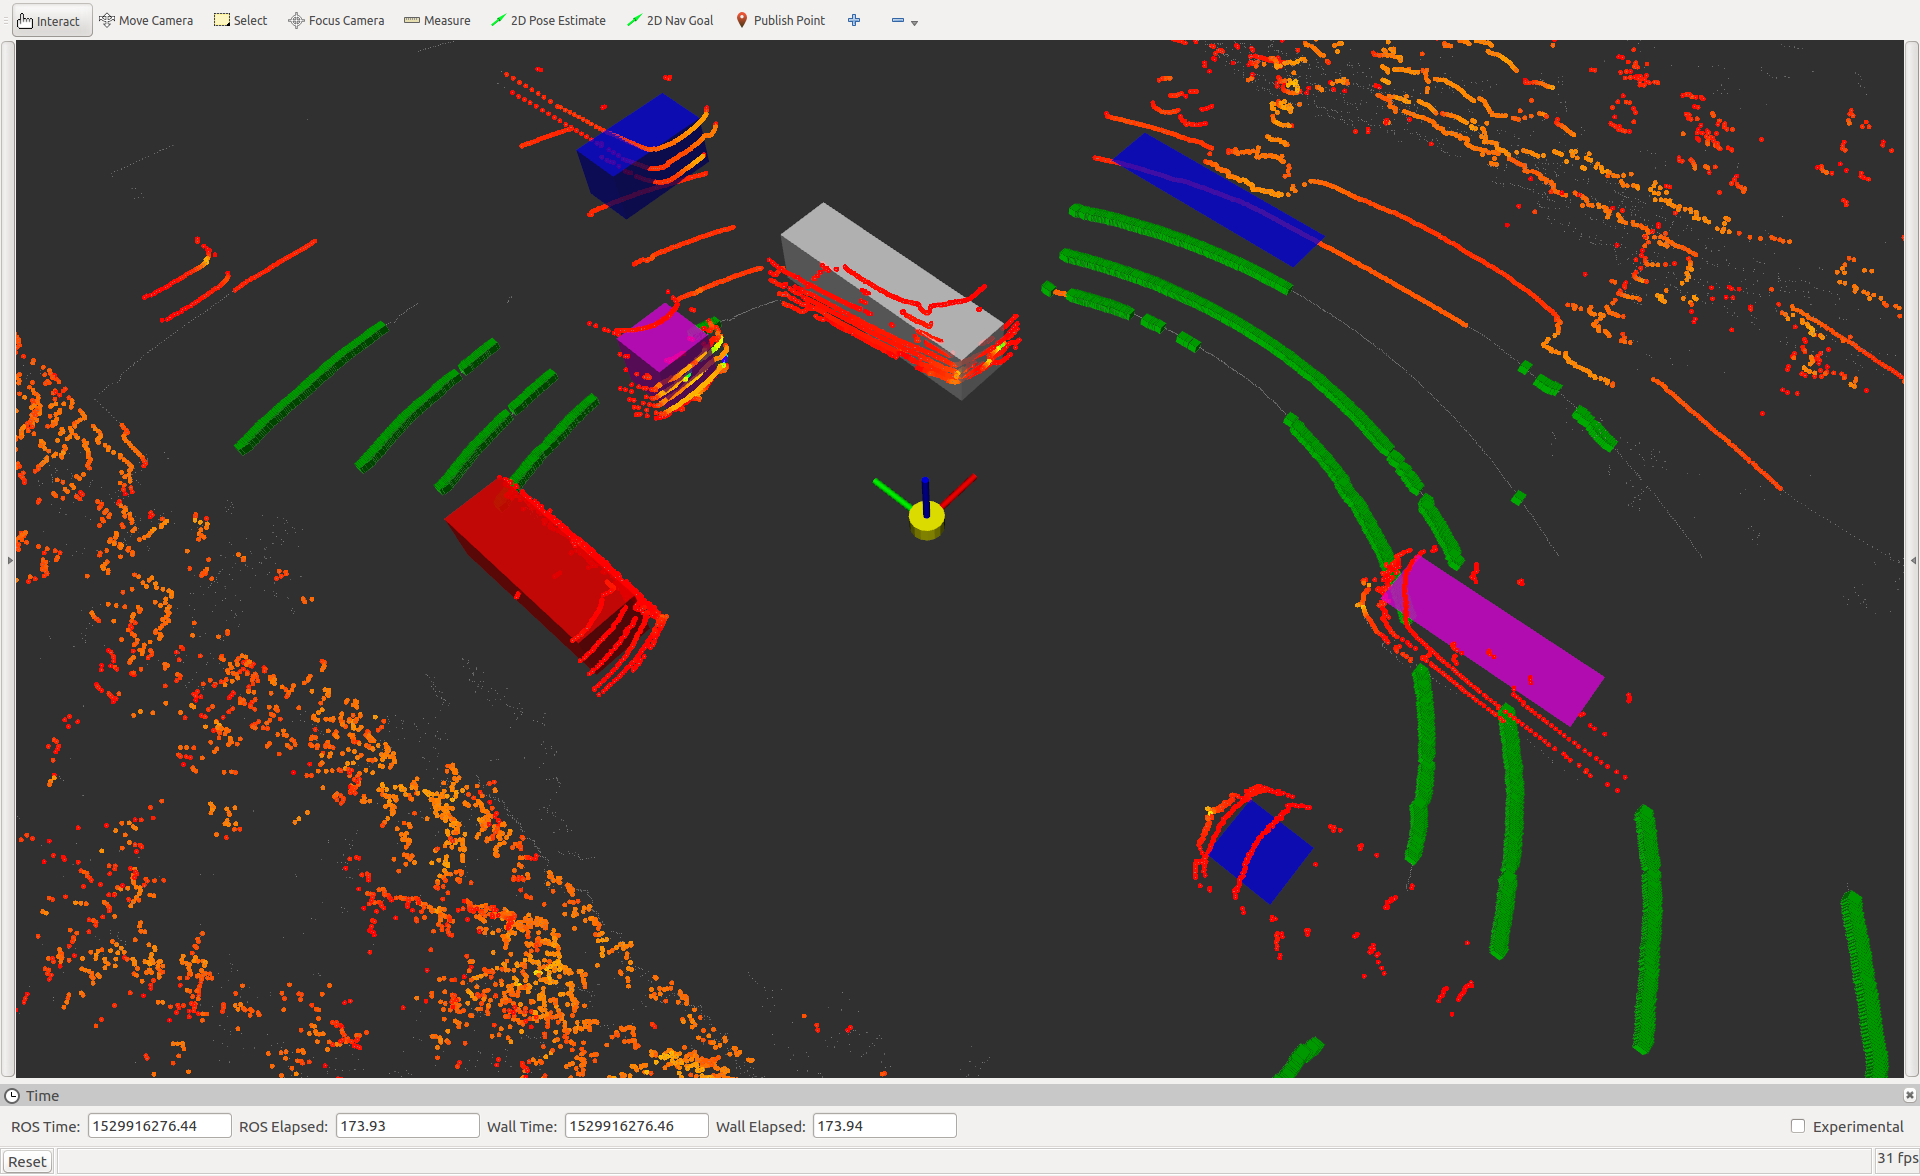 Interact Move Camera Select Focus Camera Measure 2D Pose Estimate 2D Nav Goal Publish Point
Time
ROS Time: 1529916276.44 ROS Elapsed: 173.93 Wall Time: 1529916276.46 Wall Elapsed: 173.94 Experimental
Reset 31 fps